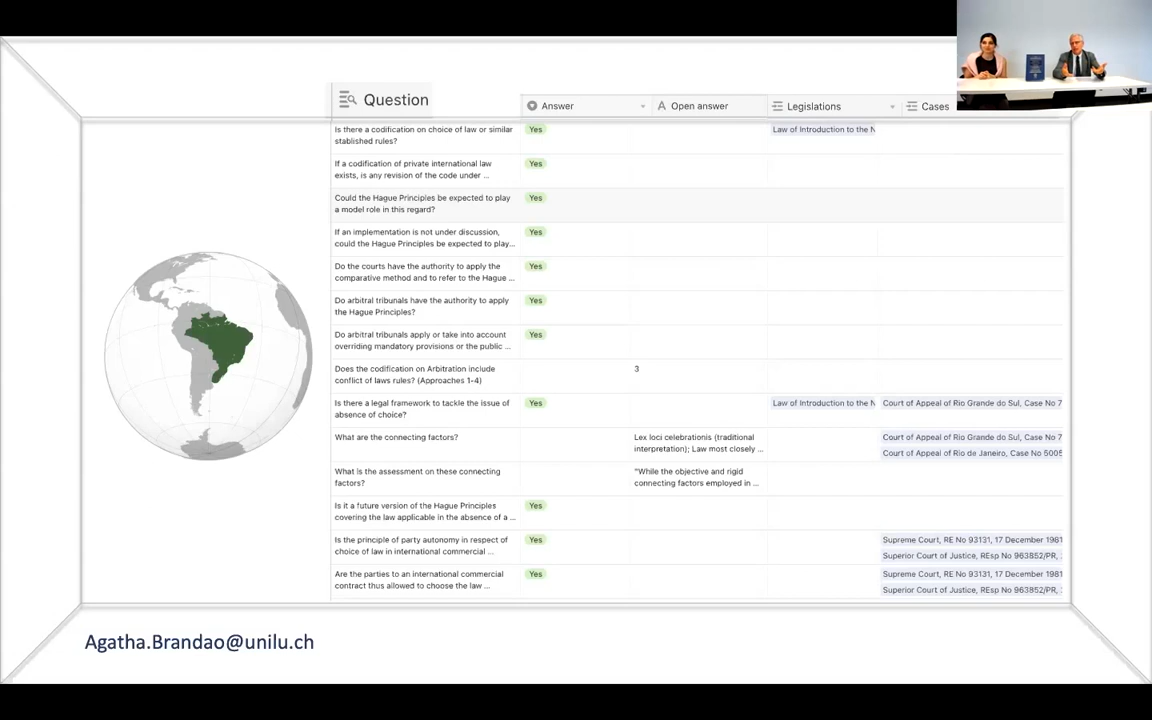 Question
Answer
Open answer
Legislations
Cases
Is there a codification on choice of law or similar
stablished rules?
Yes
Law of Introduction to the N
If a codification of private international law
exists, is any revision of the code under ...
Yes
Could the Hague Principles be expected to play
a model role in this regard?
Yes
If an implementation is not under discussion,
could the Hague Principles be expected to play...
Yes
Do the courts have the authority to apply the
comparative method and to refer to the Hague ...
Yes
Do arbitral tribunals have the authority to apply
the Hague Principles?
Yes
Do arbitral tribunals apply or take into account
overriding mandatory provisions or the public ...
Yes
Does the codification on Arbitration include
conflict of laws rules? (Approaches 1-4)
3
Is there a legal framework to tackle the issue of
absence of choice?
Yes
Law of Introduction to the N
Court of Appeal of Rio Grande do Sul, Case No 7
What are the connecting factors?
Lex loci celebrationis (traditional
interpretation); Law most closely ...
Court of Appeal of Rio Grande do Sul, Case No 7
Court of Appeal of Rio de Janeiro, Case No 5005
What is the assessment on these connecting
factors?
"While the objective and rigid
connecting factors employed in ...
Is it a future version of the Hague Principles
covering the law applicable in the absence of a ...
Yes
Is the principle of party autonomy in respect of
choice of law in international commercial ...
Yes
Supreme Court, RE No 93131, 17 December 1981
Superior Court of Justice, REsp No 963852/PR,
Are the parties to an international commercial
contract thus allowed to choose the law ...
Yes
Supreme Court, RE No 93131, 17 December 1981
Superior Court of Justice, REsp No 963852/PR,
Agatha.Brandao@unilu.ch